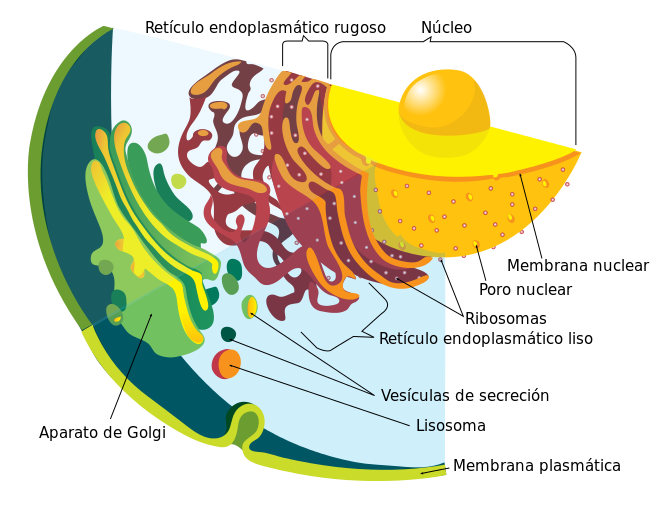 Retículo endoplasmático rugoso
Núcleo
Membrana nuclear
Poro nuclear
Ribosomas
Retículo endoplasmático liso
Vesículas de secreción
Lisosoma
Aparato de Golgi
Membrana plasmática